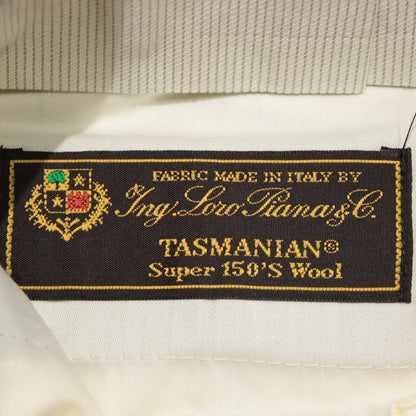 FABRIC MADE IN ITALY BY
Ing. Loro Piana & C.
TASMANIAN®
Super 150'S Wool